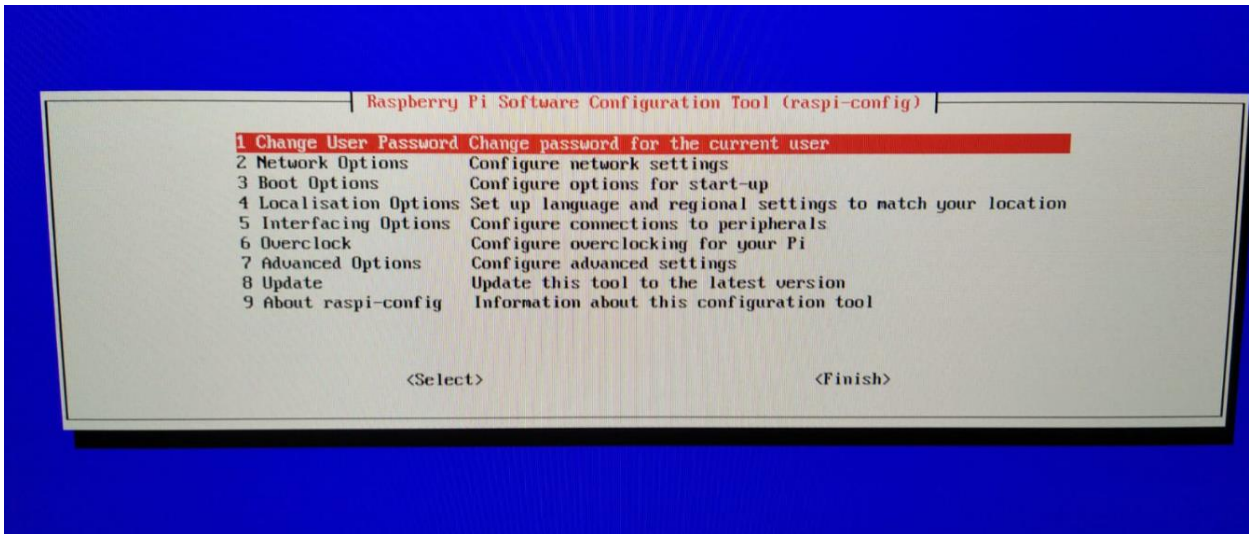 Raspberry Pi Software Configuration Tool (raspi-config)
1 Change User Password Change password for the current user
2 Network Options Configure network settings
3 Boot Options Configure options for start-up
4 Localisation Options Set up language and regional settings to match your location
5 Interfacing Options Configure connections to peripherals
6 Overclock Configure overclocking for your Pi
7 Advanced Options Configure advanced settings
8 Update Update this tool to the latest version
9 About raspi-config Information about this configuration tool
<Select> <Finish>